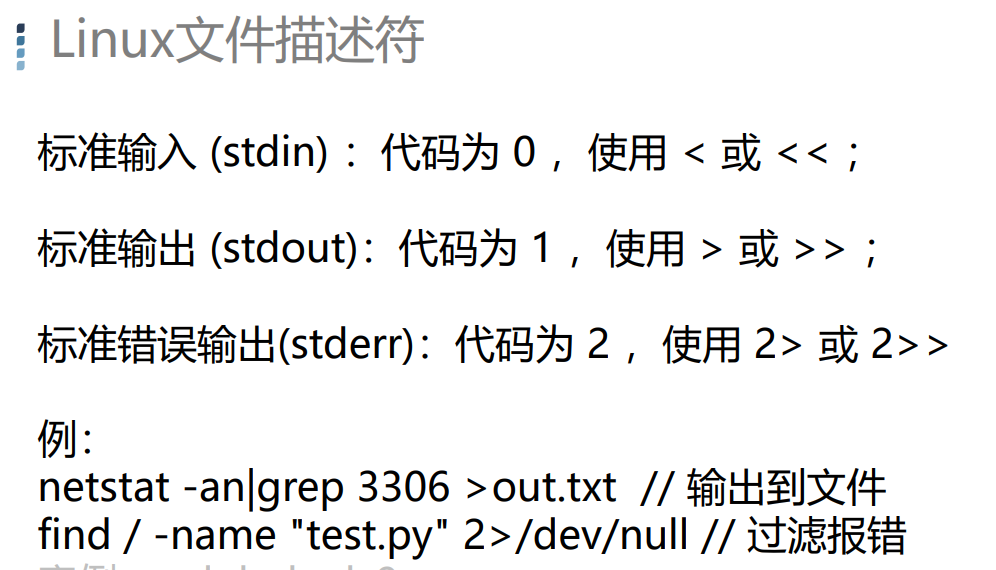 Linux文件描述符
标准输入 (stdin) ：代码为 0 ，使用 < 或 << ；
标准输出 (stdout)：代码为 1 ，使用 > 或 >> ；
标准错误输出(stderr)：代码为 2 ，使用 2> 或 2>>
例：
netstat -an|grep 3306 >out.txt // 输出到文件
find / -name "test.py" 2>/dev/null // 过滤报错